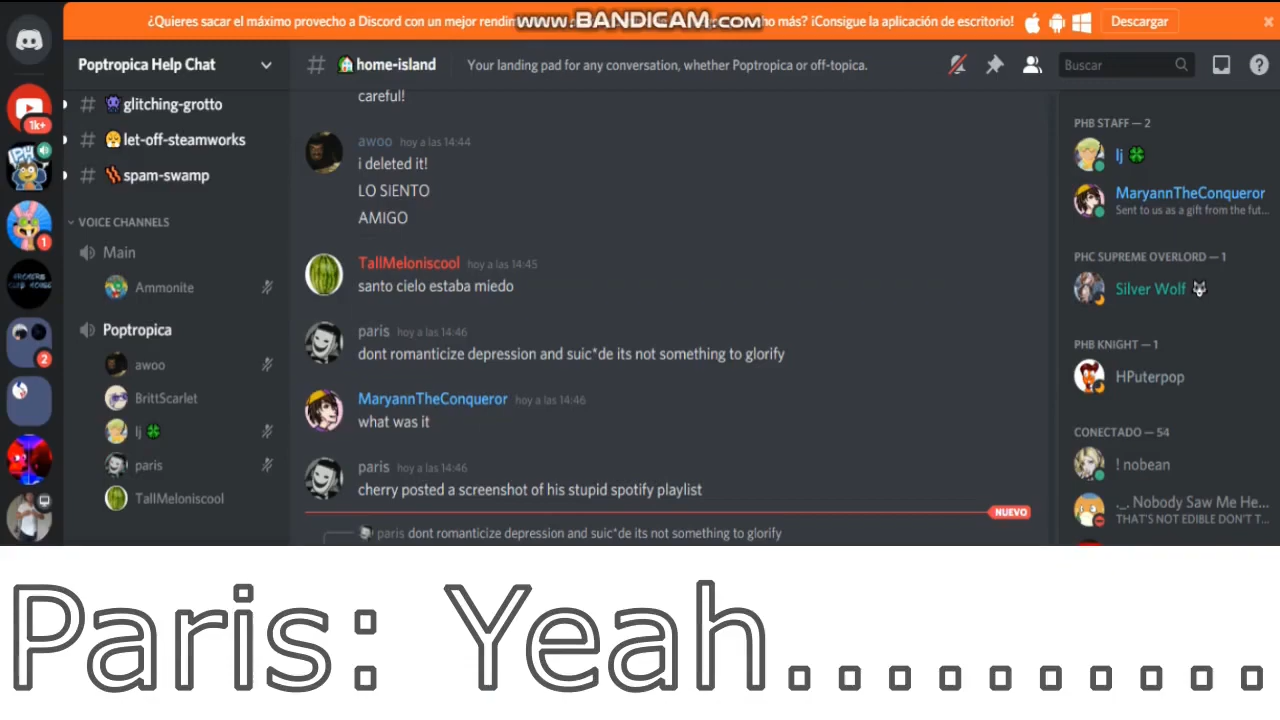 ¿Quieres sacar el máximo provecho a Discord con un mejor rendim
www.BANDICAM.com
ho más? ¡Consigue la aplicación de escritorio!
Descargar
Poptropica Help Chat
# home-island
Your landing pad for any conversation, whether Poptropica or off-topica.
Buscar
1k+
1
2
# glitching-grotto
# let-off-steamworks
# spam-swamp
VOICE CHANNELS
Main
Ammonite
Poptropica
awoo
BrittScarlet
lj
paris
TallMeloniscool
careful!
awoo hoy a las 14:44
i deleted it!
LO SIENTO
AMIGO
TallMeloniscool hoy a las 14:45
santo cielo estaba miedo
paris hoy a las 14:46
dont romanticize depression and suic*de its not something to glorify
MaryannTheConqueror hoy a las 14:46
what was it
paris hoy a las 14:46
cherry posted a screenshot of his stupid spotify playlist
NUEVO
paris dont romanticize depression and suic*de its not something to glorify
PHB STAFF — 2
lj
MaryannTheConqueror
Sent to us as a gift from the fut...
PHC SUPREME OVERLORD — 1
Silver Wolf
PHB KNIGHT — 1
HPuterpop
CONECTADO — 54
! nobean
._. Nobody Saw Me He...
THAT'S NOT EDIBLE DON'T T...
Paris: Yeah..........